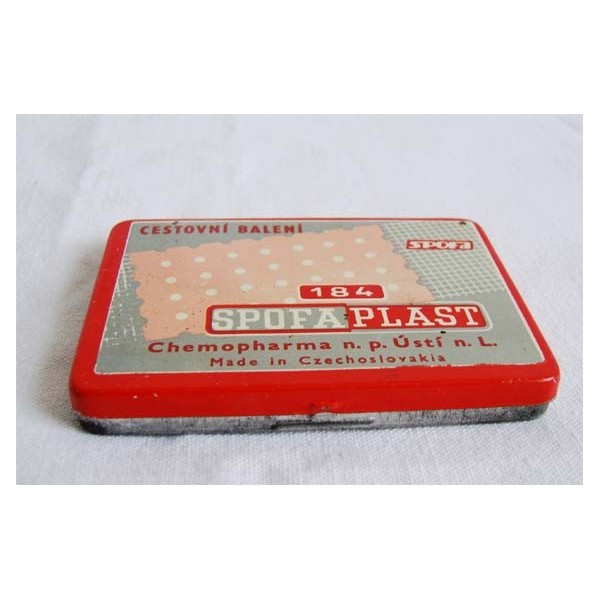 CESTOVNÍ BALENÍ
SPOFA
184
SPOFAPLAST
Chemopharma n. p. Ústí n. L.
Made in Czechoslovakia